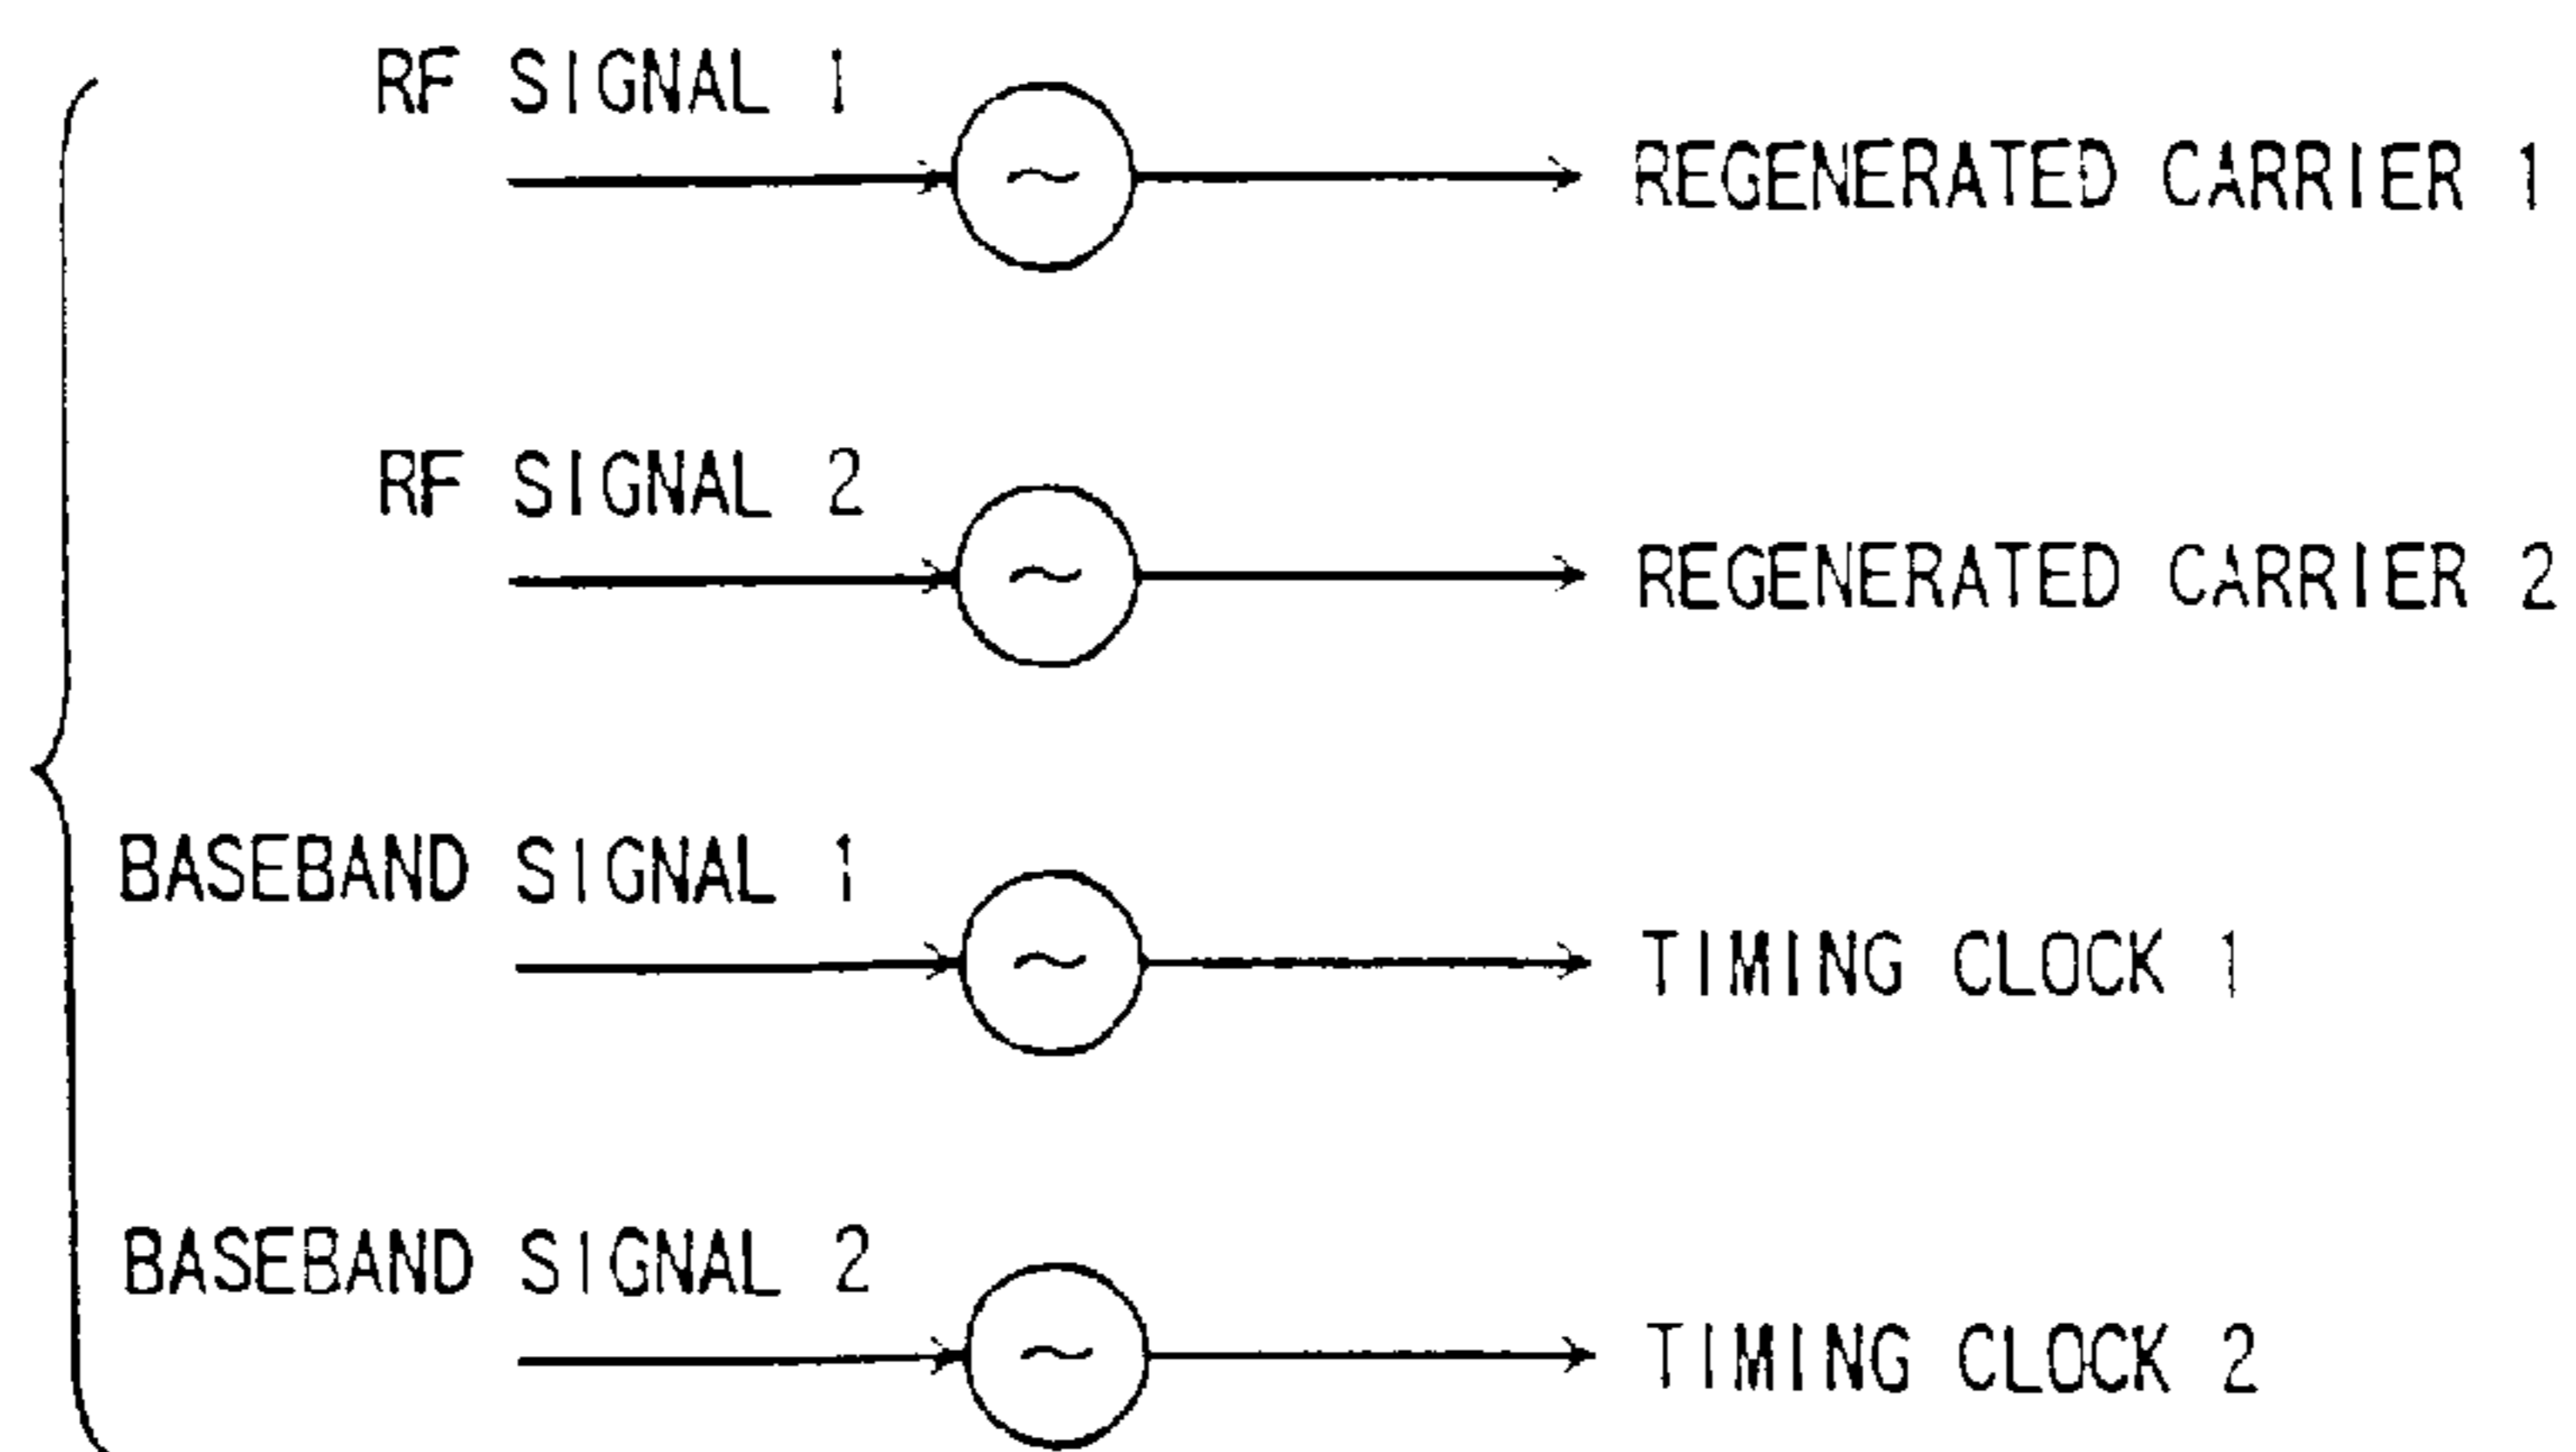 RF SIGNAL 1
REGENERATED CARRIER 1
RF SIGNAL 2
REGENERATED CARRIER 2
BASEBAND SIGNAL 1
TIMING CLOCK 1
BASEBAND SIGNAL 2
TIMING CLOCK 2